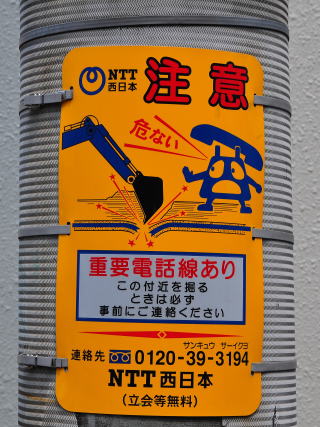 NTT
西日本
注意
危ない
重要電話線あり
この付近を掘る
ときは必ず
事前にご連絡ください
サンキュウ サーイクヨ
連絡先 0120-39-3194
NTT西日本
(立会等無料)